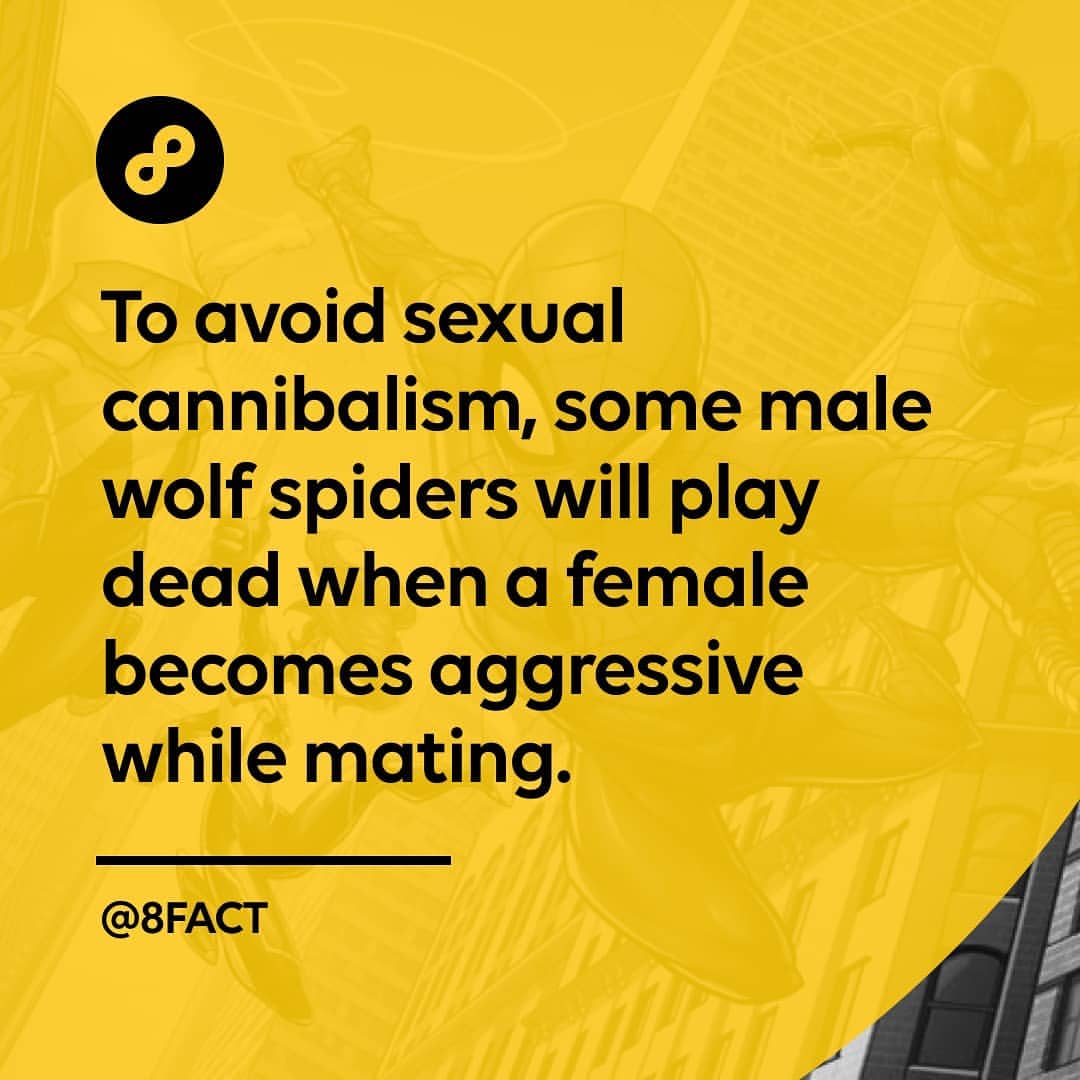 To avoid sexual
cannibalism, some male
wolf spiders will play
dead when a female
becomes aggressive
while mating.
@8FACT